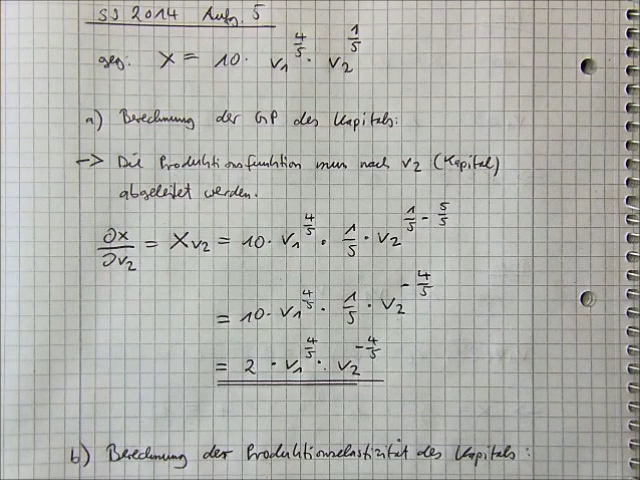 SS 2014 Aufg. 5
geg: x = 10 · v₁^(4/5) · v₂^(1/5)
a) Berechnung der GP des Kapitals:
-> Die Produktionsfunktion muss nach v₂ (Kapital)
abgeleitet werden.
∂x/∂v₂ = x_v₂ = 10 · v₁^(4/5) · 1/5 · v₂^(1/5 - 5/5)
= 10 · v₁^(4/5) · 1/5 · v₂^(-4/5)
= 2 · v₁^(4/5) · v₂^(-4/5)
b) Berechnung der Produktionselastizität des Kapitals: